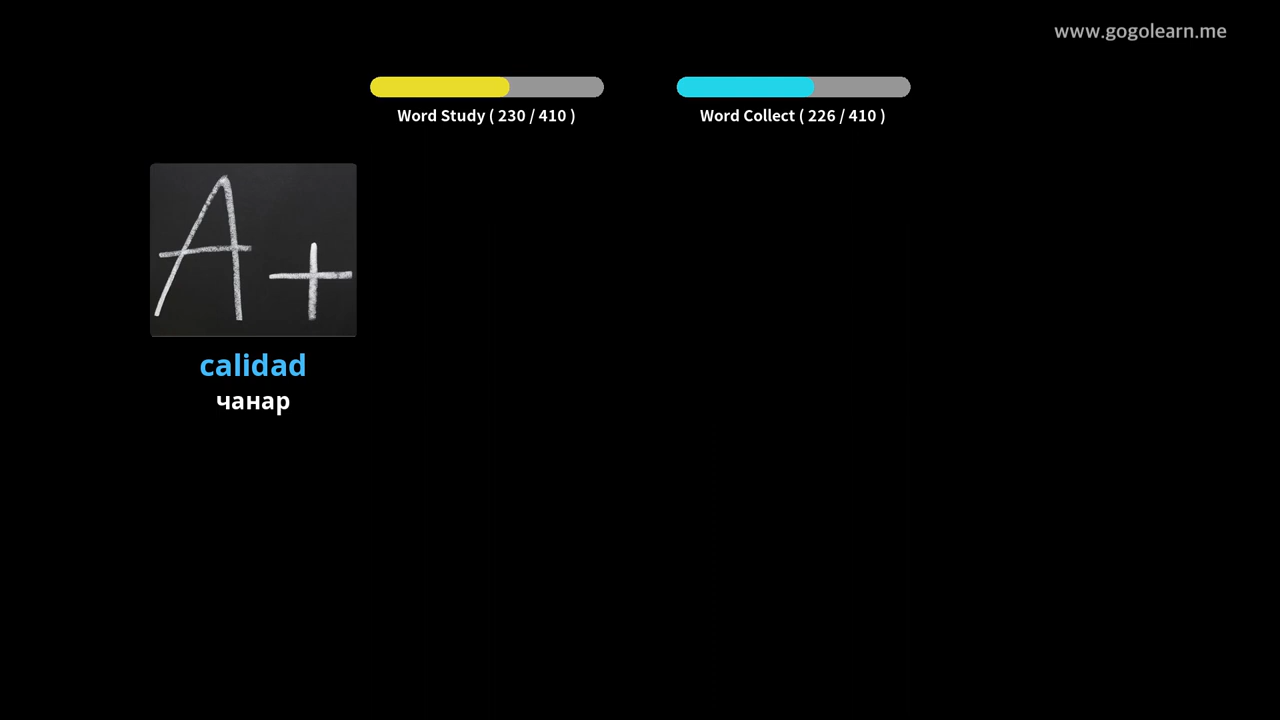 www.gogolearn.me
Word Study ( 230 / 410 )
Word Collect ( 226 / 410 )
A+
calidad
чанар